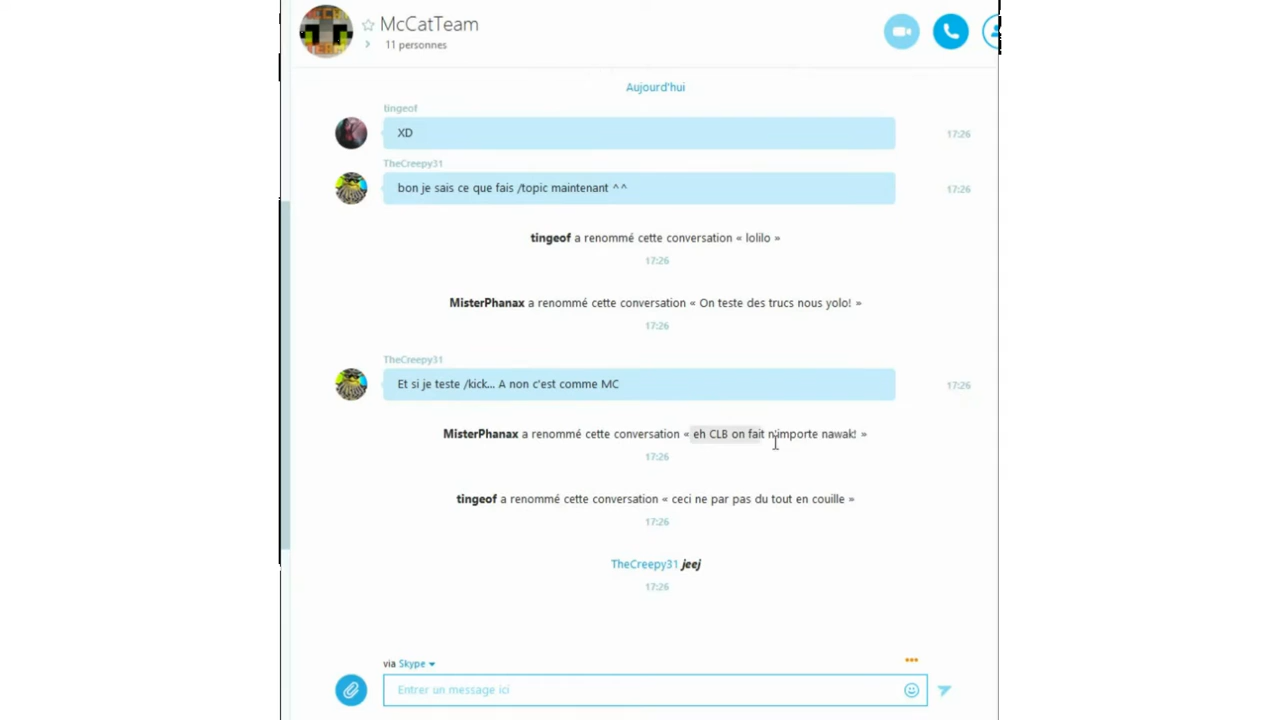 McCatTeam
11 personnes
Aujourd'hui
tingeof
XD
17:26
TheCreepy31
bon je sais ce que fais /topic maintenant ^^
17:26
tingeof a renommé cette conversation « lolilo »
17:26
MisterPhanax a renommé cette conversation « On teste des trucs nous yolo! »
17:26
TheCreepy31
Et si je teste /kick... A non c'est comme MC
17:26
MisterPhanax a renommé cette conversation « eh CLB on fait n'importe nawak! »
17:26
tingeof a renommé cette conversation « ceci ne par pas du tout en couille »
17:26
TheCreepy31 jeej
17:26
via Skype
Entrer un message ici